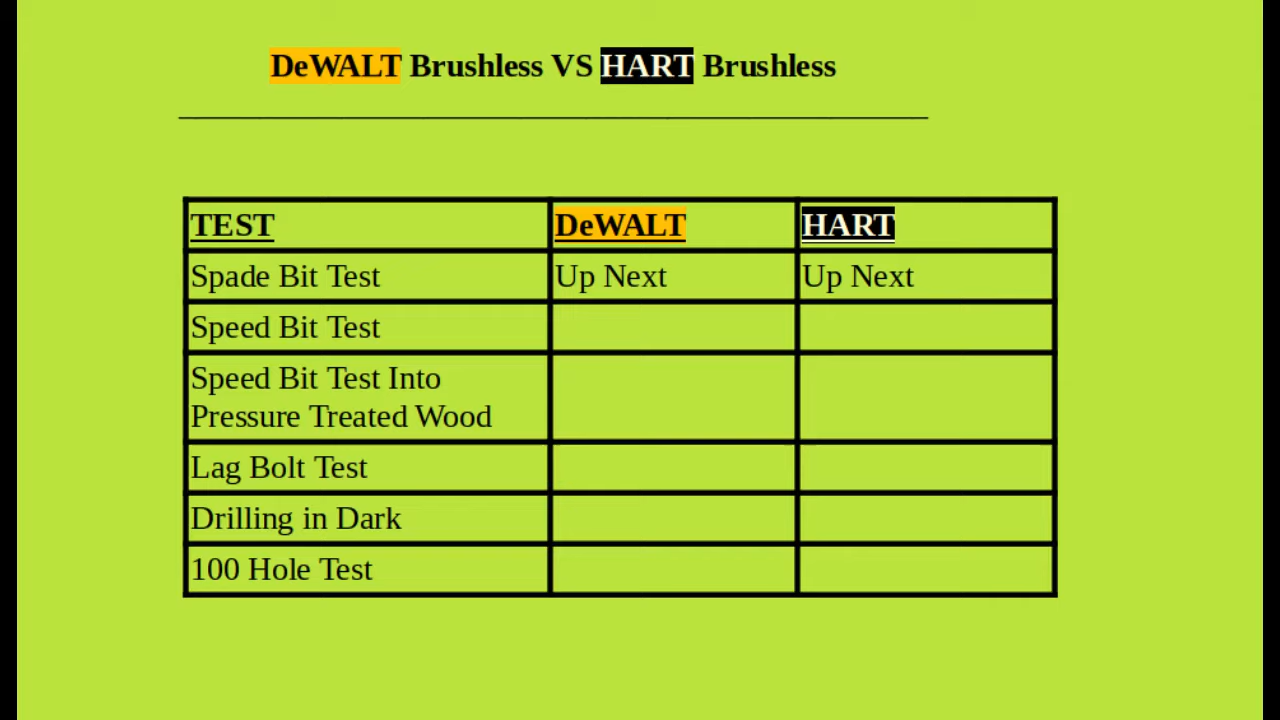 DeWALT Brushless VS HART Brushless
TEST DeWALT HART
Spade Bit Test Up Next Up Next
Speed Bit Test
Speed Bit Test Into
Pressure Treated Wood
Lag Bolt Test
Drilling in Dark
100 Hole Test